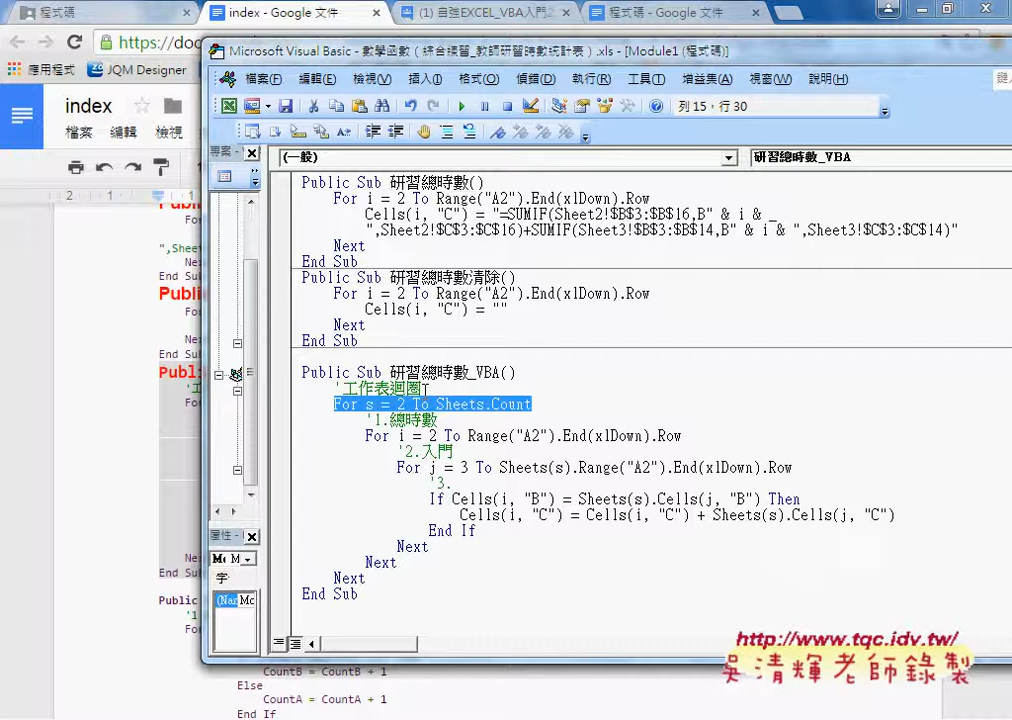 程式碼
index - Google 文件
(1) 自強EXCEL_VBA入門2
程式碼 - Google 文件
https://doc
應用程式
JQM Designer
Microsoft Visual Basic - 數學函數（綜合練習_教師研習時數統計表）.xls - [Module1 (程式碼)]
檔案(F) 編輯(E) 檢視(V) 插入(I) 格式(O) 偵錯(D) 執行(R) 工具(T) 增益集(A) 視窗(W) 說明(H)
鍵入
列 15，行 30
index
檔案 編輯 檢視
專案 -
(一般)
研習總時數_VBA
Public Sub 研習總時數()
For i = 2 To Range("A2").End(xlDown).Row
Cells(i, "C") = "=SUMIF(Sheet2!$B$3:$B$16,B" & i & _
",Sheet2!$C$3:$C$16)+SUMIF(Sheet3!$B$3:$B$14,B" & i & ",Sheet3!$C$3:$C$14)"
Next
End Sub
Public Sub 研習總時數清除()
For i = 2 To Range("A2").End(xlDown).Row
Cells(i, "C") = ""
Next
End Sub
Public Sub 研習總時數_VBA()
'工作表迴圈
For s = 2 To Sheets.Count
'1.總時數
For i = 2 To Range("A2").End(xlDown).Row
'2.入門
For j = 3 To Sheets(s).Range("A2").End(xlDown).Row
'3.
If Cells(i, "B") = Sheets(s).Cells(j, "B") Then
Cells(i, "C") = Cells(i, "C") + Sheets(s).Cells(j, "C")
End If
Next
Next
Next
End Sub
屬性 -
字
http://www.tqc.idv.tw/
吳清輝老師錄製
CountB = CountB + 1
Else
CountA = CountA + 1
End If